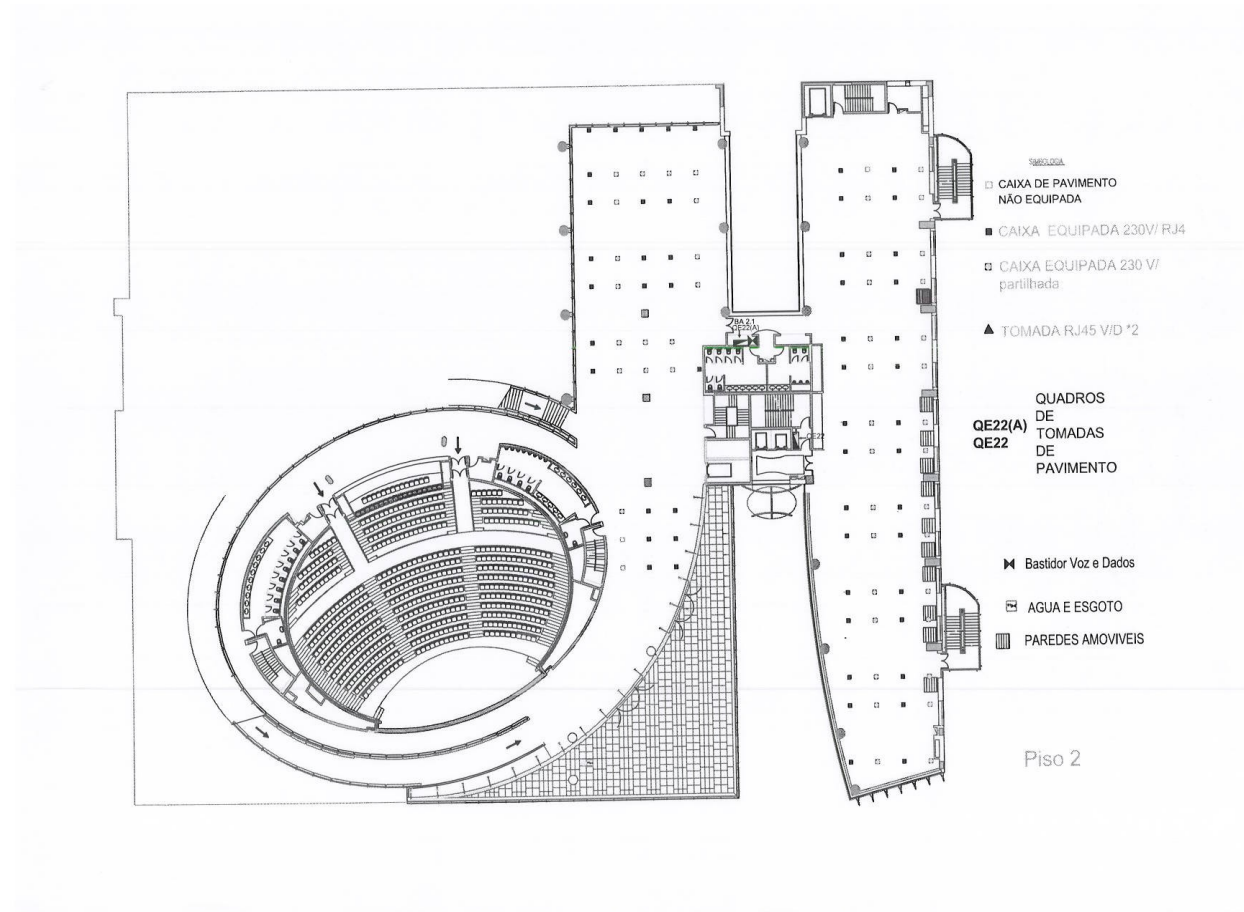 BA 2.1
QE22(A)
QE22
SIMBOLOGIA
CAIXA DE PAVIMENTO
NÃO EQUIPADA
CAIXA EQUIPADA 230V/ RJ4
CAIXA EQUIPADA 230 V/
partilhada
TOMADA RJ45 V/D *2
QE22(A)
QE22
QUADROS
DE
TOMADAS
DE
PAVIMENTO
Bastidor Voz e Dados
AGUA E ESGOTO
PAREDES AMOVIVEIS
Piso 2